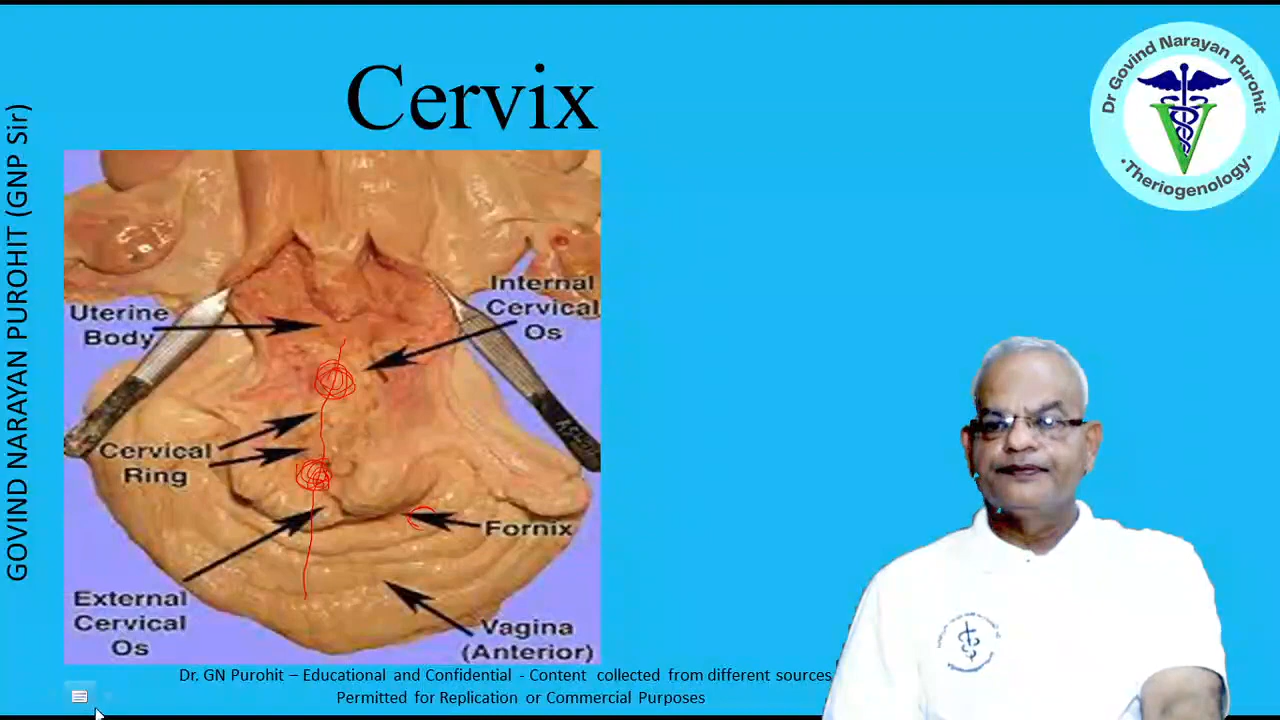 Cervix
GOVIND NARAYAN PUROHIT (GNP Sir)
Dr Govind Narayan Purohit
• Theriogenology •
V
Uterine
Body
Internal
Cervical
Os
Cervical
Ring
Fornix
External
Cervical
Os
Vagina
(Anterior)
Dr. GN Purohit – Educational and Confidential - Content collected from different sources
Permitted for Replication or Commercial Purposes